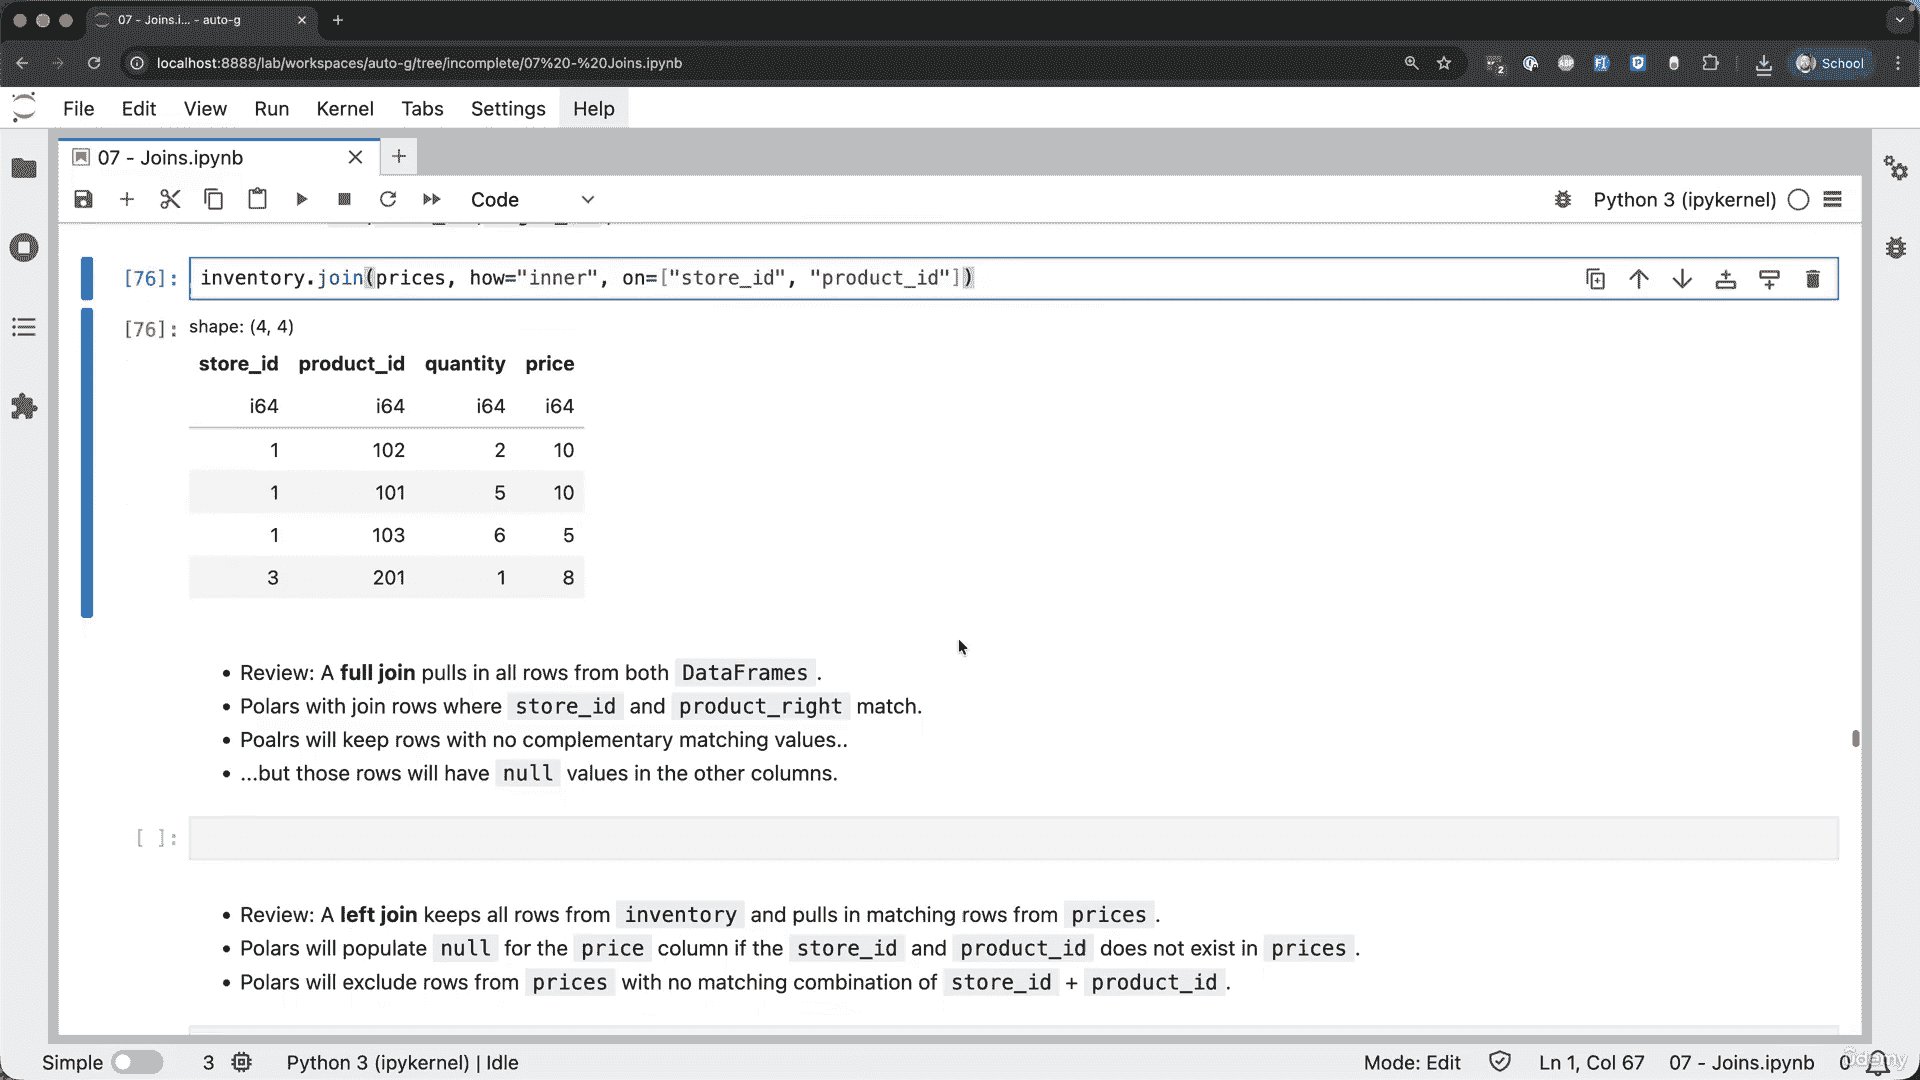 07 - Joins.i... - auto-g
localhost:8888/lab/workspaces/auto-g/tree/incomplete/07%20-%20Joins.ipynb
2
ABP
School
File Edit View Run Kernel Tabs Settings Help
07 - Joins.ipynb
Code
Python 3 (ipykernel)
[76]: inventory.join(prices, how="inner", on=["store_id", "product_id"])
[76]: shape: (4, 4)
store_id product_id quantity price
i64 i64 i64 i64
1 102 2 10
1 101 5 10
1 103 6 5
3 201 1 8
• Review: A full join pulls in all rows from both DataFrames .
• Polars with join rows where store_id and product_right match.
• Poalrs will keep rows with no complementary matching values..
• ...but those rows will have null values in the other columns.
[ ]:
• Review: A left join keeps all rows from inventory and pulls in matching rows from prices .
• Polars will populate null for the price column if the store_id and product_id does not exist in prices .
• Polars will exclude rows from prices with no matching combination of store_id + product_id .
Simple 3 Python 3 (ipykernel) | Idle Mode: Edit Ln 1, Col 67 07 - Joins.ipynb 0
udemy